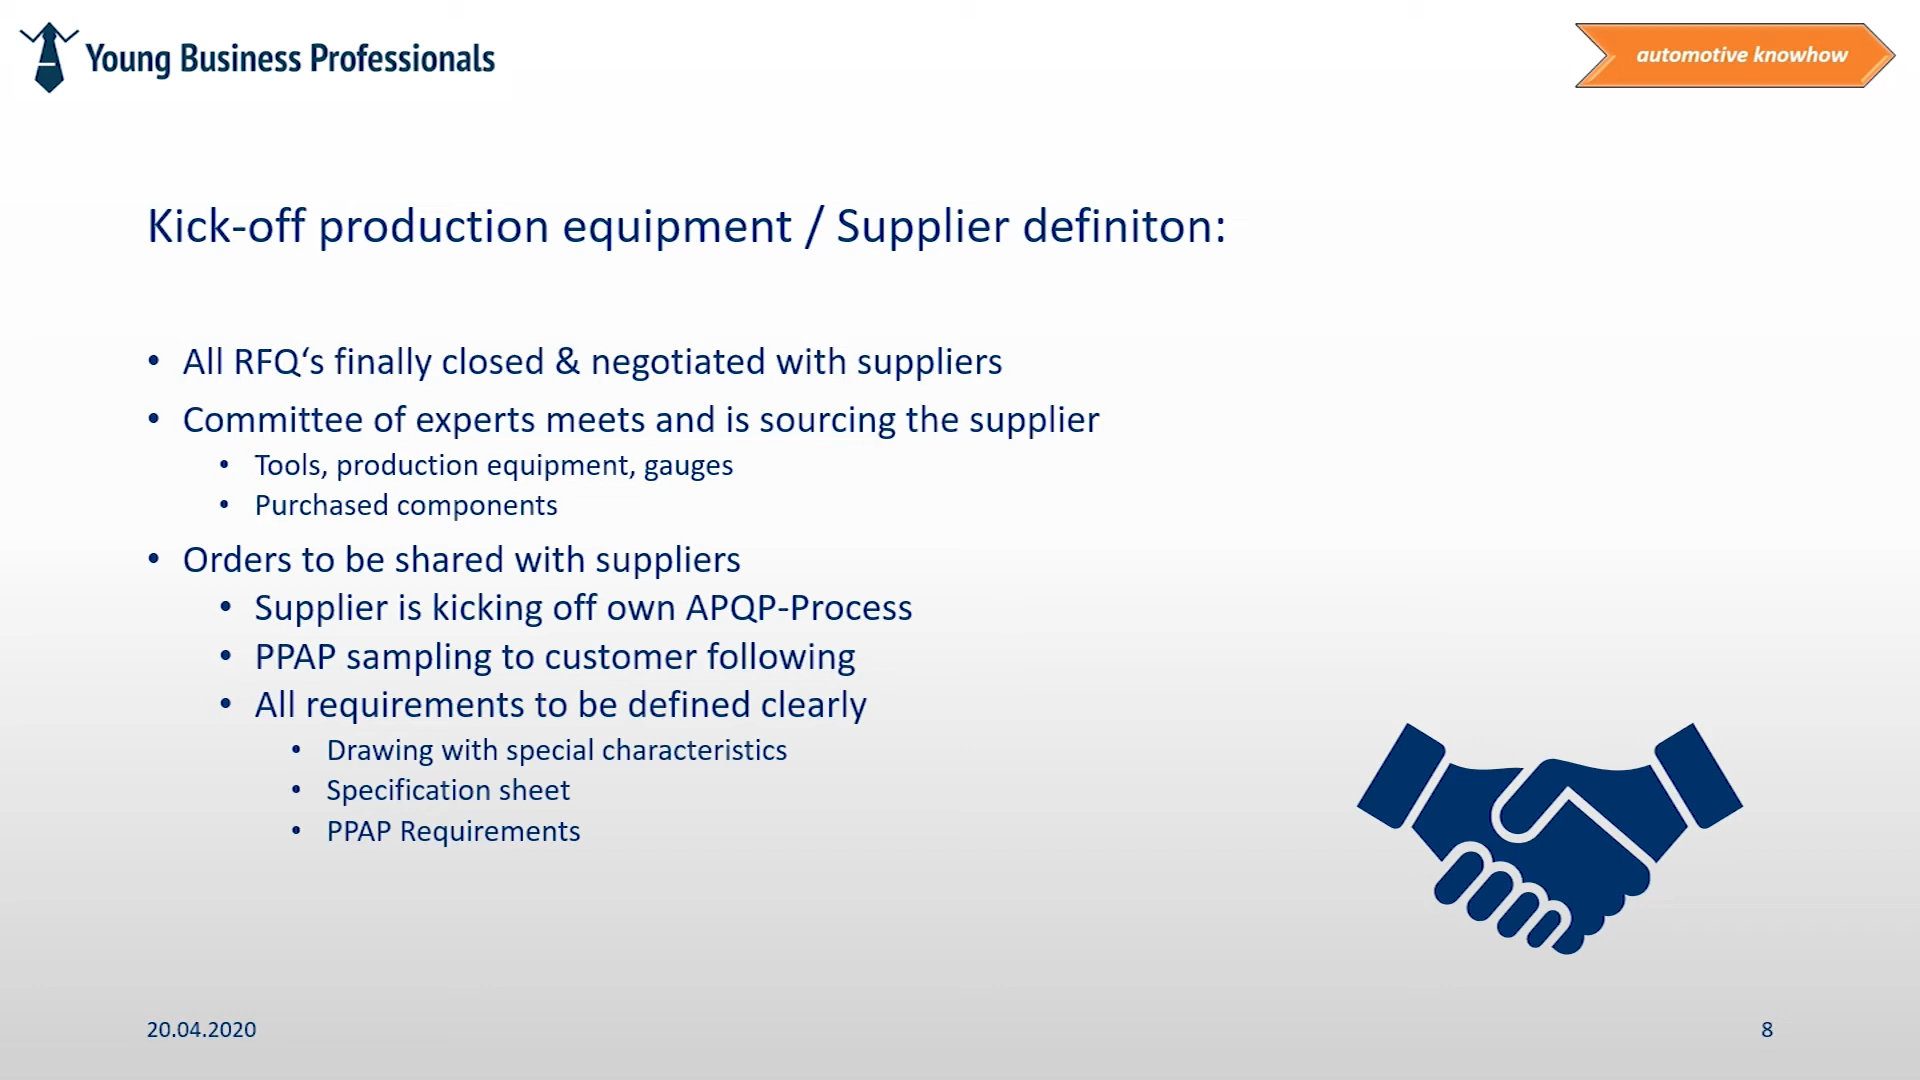 Young Business Professionals
automotive knowhow
Kick-off production equipment / Supplier definiton:
• All RFQ‘s finally closed & negotiated with suppliers
• Committee of experts meets and is sourcing the supplier
• Tools, production equipment, gauges
• Purchased components
• Orders to be shared with suppliers
• Supplier is kicking off own APQP-Process
• PPAP sampling to customer following
• All requirements to be defined clearly
• Drawing with special characteristics
• Specification sheet
• PPAP Requirements
20.04.2020
8